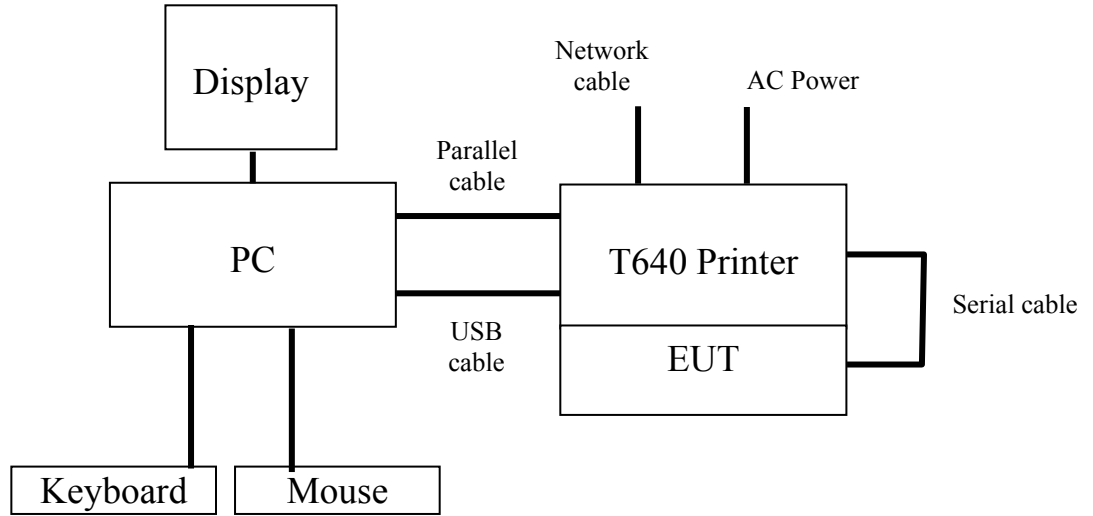 Display
Network
cable
AC Power
Parallel
cable
PC
T640 Printer
Serial cable
USB
cable
EUT
Keyboard
Mouse